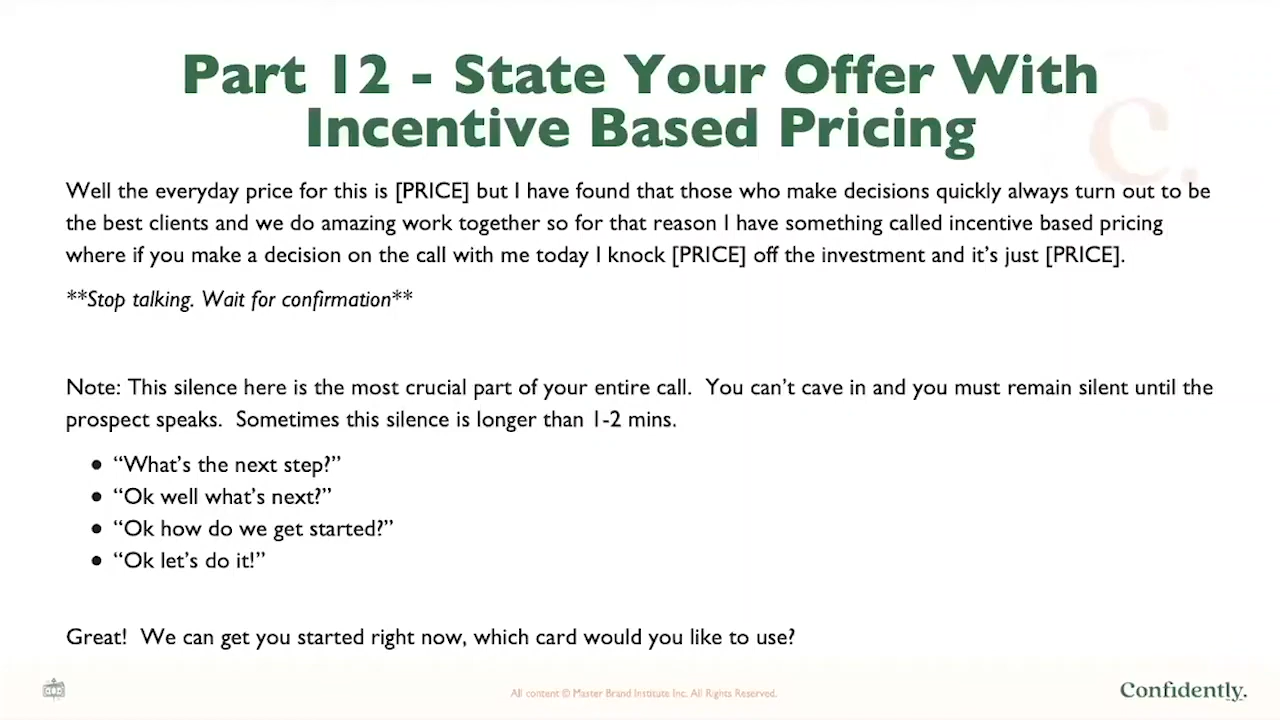 Part 12 - State Your Offer With
Incentive Based Pricing
Well the everyday price for this is [PRICE] but I have found that those who make decisions quickly always turn out to be
the best clients and we do amazing work together so for that reason I have something called incentive based pricing
where if you make a decision on the call with me today I knock [PRICE] off the investment and it’s just [PRICE].
**Stop talking. Wait for confirmation**
Note: This silence here is the most crucial part of your entire call.  You can’t cave in and you must remain silent until the
prospect speaks.  Sometimes this silence is longer than 1-2 mins.
● “What’s the next step?”
● “Ok well what’s next?”
● “Ok how do we get started?”
● “Ok let’s do it!”
Great!  We can get you started right now, which card would you like to use?
All content © Master Brand Institute Inc. All Rights Reserved.
Confidently.
C.